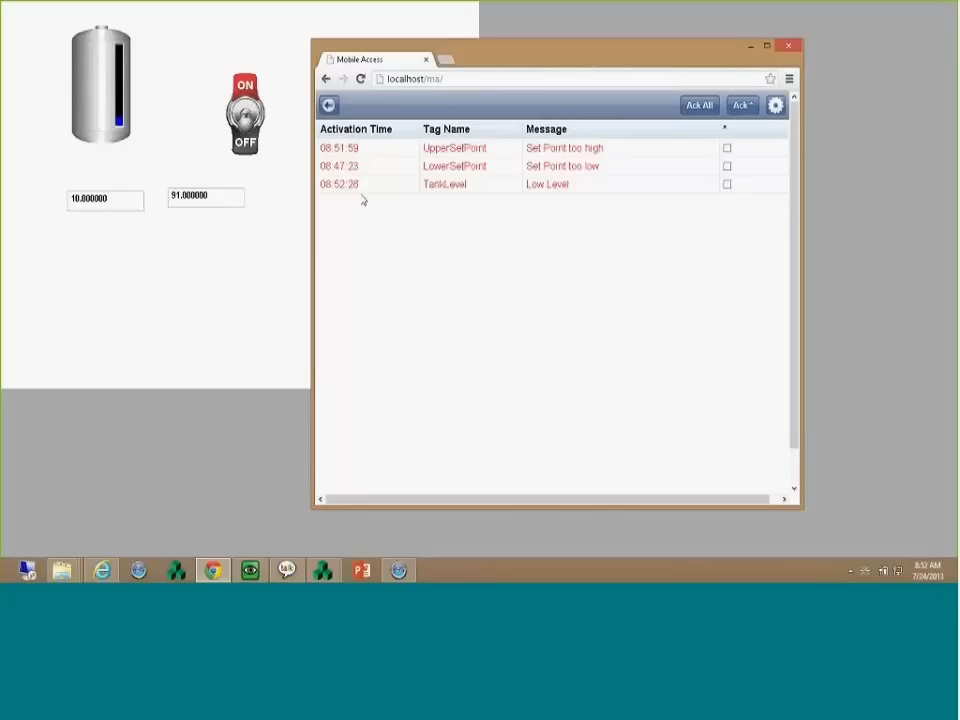 ON
OFF
10.000000
91.000000
Mobile Access
localhost/ma/
Ack All Ack ^
Activation Time Tag Name Message *
08:51:59 UpperSetPoint Set Point too high
08:47:23 LowerSetPoint Set Point too low
08:52:26 TankLevel Low Level
talk
P
8:52 AM
7/24/2013